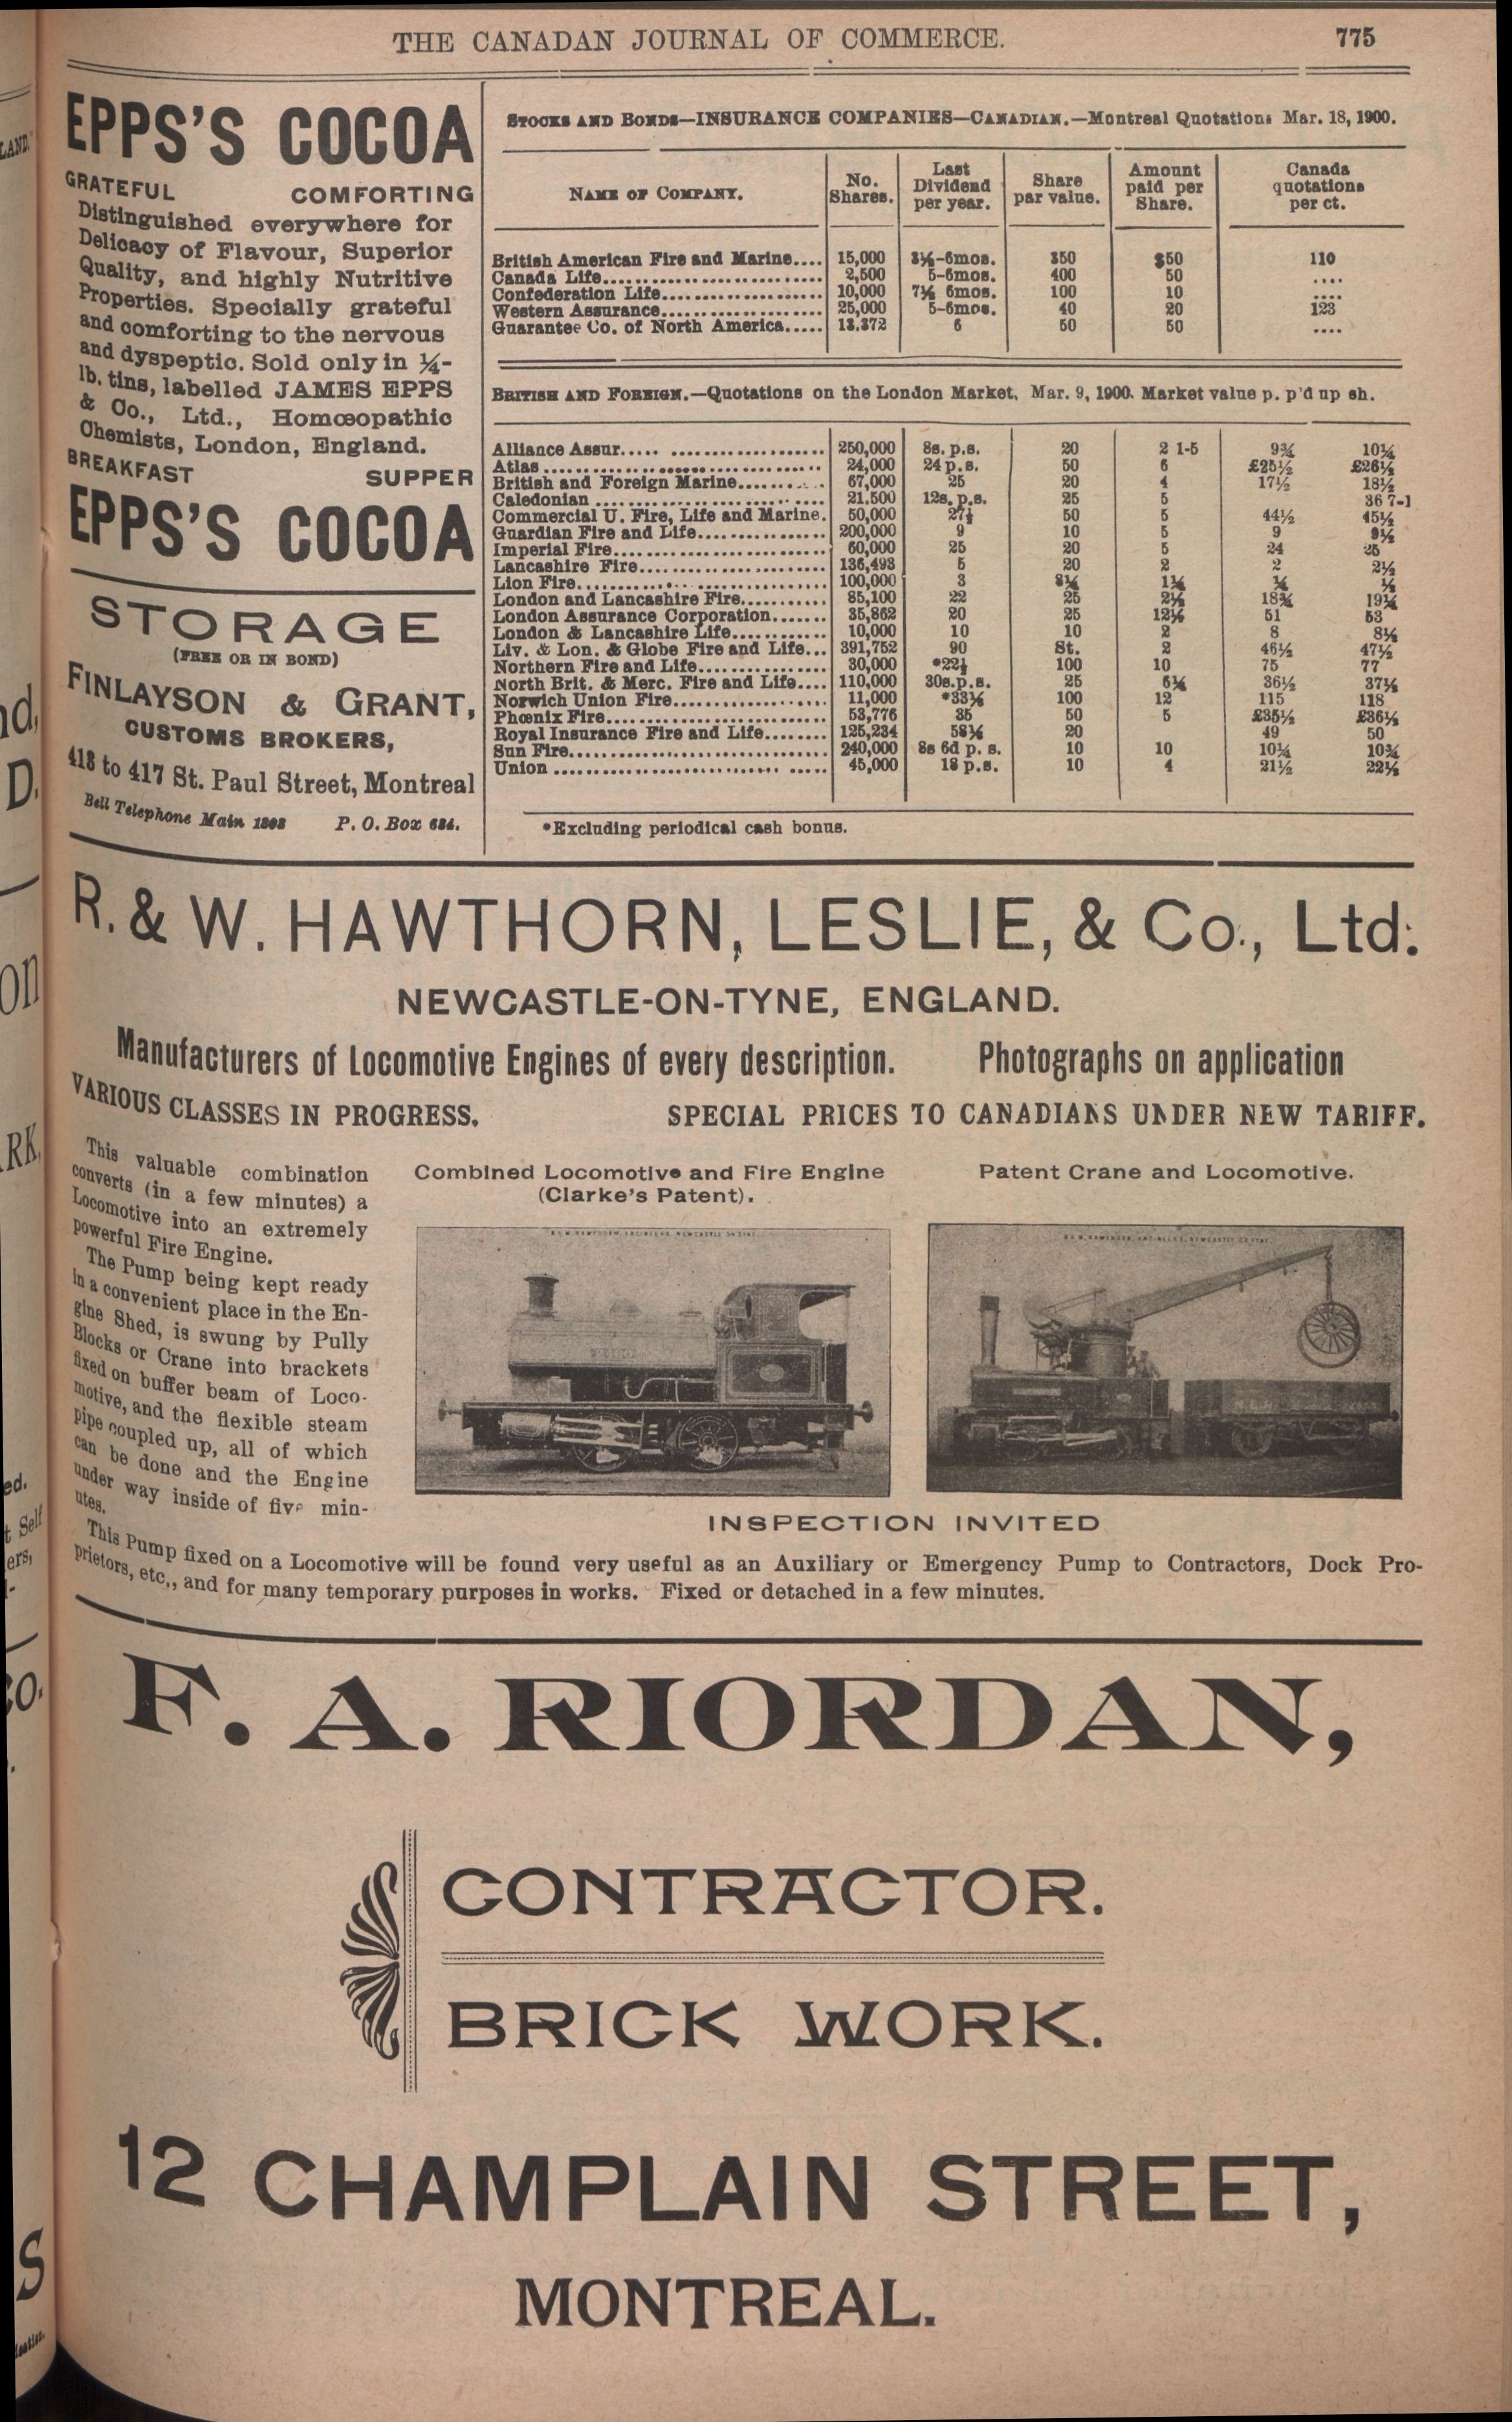 THE CANADAN JOURNAL OF COMMERCE. 775
EPPS'S COCOA
GRATEFUL COMFORTING
Distinguished everywhere for
Delicacy of Flavour, Superior
Quality, and highly Nutritive
Properties. Specially grateful
and comforting to the nervous
and dyspeptic. Sold only in ¼-
lb. tins, labelled JAMES EPPS
& Co., Ltd., Homœopathic
Chemists, London, England.
BREAKFAST SUPPER
EPPS'S COCOA
STORAGE
(FREE OR IN BOND)
FINLAYSON & GRANT,
CUSTOMS BROKERS,
413 to 417 St. Paul Street, Montreal
Bell Telephone Main 1303 P. O. Box 634.
STOCKS AND BONDS—INSURANCE COMPANIES—CANADIAN.—Montreal Quotations Mar. 18, 1900.
NAME OF COMPANY. No. Shares. Last Dividend per year. Share par value. Amount paid per Share. Canada quotations per ct.
British American Fire and Marine.... 15,000 3½-6mos. $50 $50 110
Canada Life........................... 2,500 5-6mos. 400 50 ....
Confederation Life.................... 10,000 7½ 6mos. 100 10 ....
Western Assurance.................... 25,000 5-6mos. 40 20 123
Guarantee Co. of North America..... 13.372 6 50 50 ....
BRITISH AND FOREIGN.—Quotations on the London Market, Mar. 9, 1900. Market value p. p'd up sh.
Alliance Assur..... .................... 250,000 8s. p.s. 20 2 1-5 9¾ 10¼
Atlas.................................... 24,000 24 p.s. 50 6 £25½ £26½
British and Foreign Marine........... 67,000 25 20 4 17½ 18½
Caledonian .............................. 21.500 12s. p.s. 25 5 36 7-1
Commercial U. Fire, Life and Marine. 50,000 27½ 50 5 44½ 45½
Guardian Fire and Life................ 200,000 9 10 5 9 9½
Imperial Fire........................... 60,000 25 20 5 24 25
Lancashire Fire........................ 136,493 5 20 2 2 2½
Lion Fire................................ 100,000 3 8½ 1¼ ¼ ½
London and Lancashire Fire........... 85,100 22 25 2½ 18¾ 19¼
London Assurance Corporation....... 35,862 20 25 12½ 51 53
London & Lancashire Life............ 10,000 10 10 2 8 8½
Liv. & Lon. & Globe Fire and Life... 391,752 90 St. 2 46½ 47½
Northern Fire and Life................ 30,000 *22½ 100 10 75 77
North Brit. & Merc. Fire and Life.... 110,000 30s.p.s. 25 6¼ 36½ 37½
Norwich Union Fire.................... 11,000 *33⅓ 100 12 115 118
Phœnix Fire............................. 53,776 35 50 5 £35½ £36½
Royal Insurance Fire and Life........ 125,234 58⅓ 20 49 50
Sun Fire................................. 240,000 8s 6d p. s. 10 10 10¼ 10¾
Union ................................... 45,000 18 p.s. 10 4 21½ 22½
*Excluding periodical cash bonus.
R. & W. HAWTHORN, LESLIE, & Co., Ltd.
NEWCASTLE-ON-TYNE, ENGLAND.
Manufacturers of Locomotive Engines of every description. Photographs on application
VARIOUS CLASSES IN PROGRESS. SPECIAL PRICES TO CANADIANS UNDER NEW TARIFF.
This valuable combination
converts (in a few minutes) a
Locomotive into an extremely
powerful Fire Engine.
The Pump being kept ready
in a convenient place in the En-
gine Shed, is swung by Pully
Blocks or Crane into brackets
fixed on buffer beam of Loco-
motive, and the flexible steam
pipe coupled up, all of which
can be done and the Engine
under way inside of five min-
utes.
Combined Locomotive and Fire Engine
(Clarke's Patent).
Patent Crane and Locomotive.
INSPECTION INVITED
This Pump fixed on a Locomotive will be found very useful as an Auxiliary or Emergency Pump to Contractors, Dock Pro-
prietors, etc., and for many temporary purposes in works. Fixed or detached in a few minutes.
F. A. RIORDAN,
CONTRACTOR.
BRICK WORK.
12 CHAMPLAIN STREET,
MONTREAL.